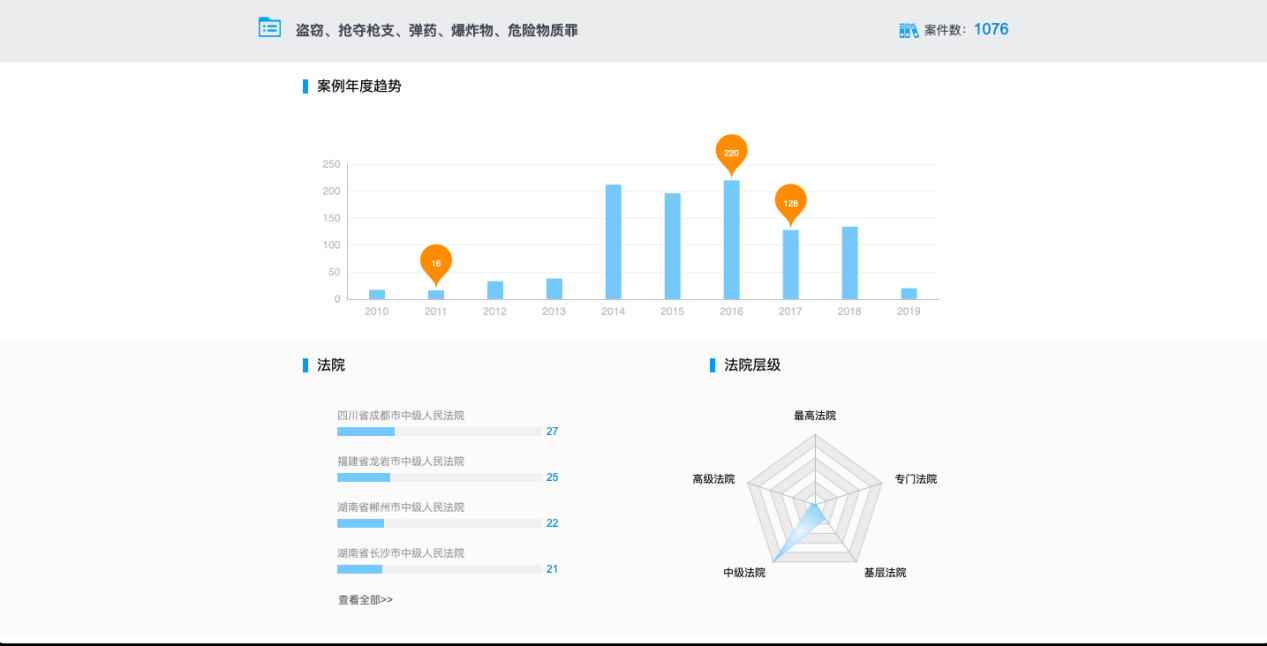 盗窃、抢夺枪支、弹药、爆炸物、危险物质罪
案件数: 1076
案例年度趋势
250
200
150
100
50
0
16
220
128
2010 2011 2012 2013 2014 2015 2016 2017 2018 2019
法院
四川省成都市中级人民法院
27
福建省龙岩市中级人民法院
25
湖南省郴州市中级人民法院
22
湖南省长沙市中级人民法院
21
查看全部>>
法院层级
最高法院
高级法院
专门法院
中级法院
基层法院